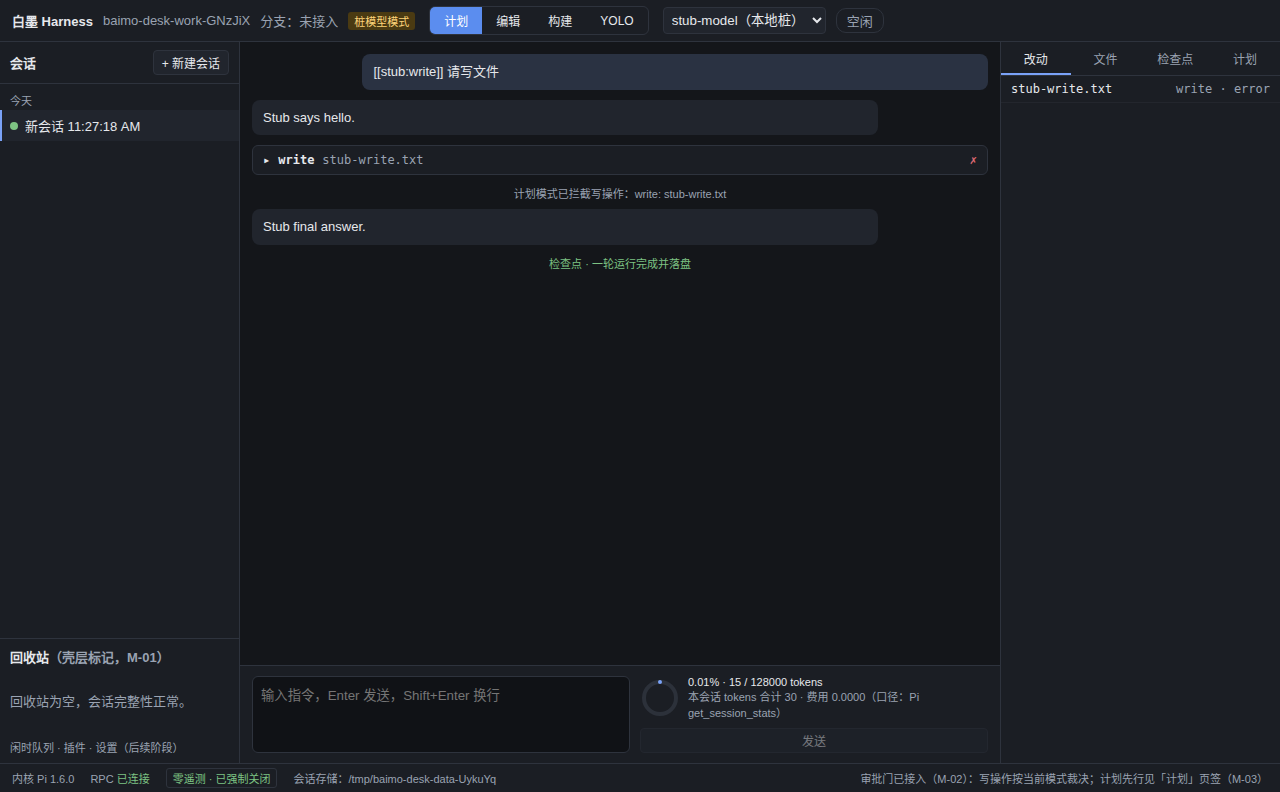 白墨 Harness baimo-desk-work-GNzJiX 分支：未接入 桩模型模式 计划 编辑 构建 YOLO stub-model（本地桩） 空闲
会话 + 新建会话
今天
新会话 11:27:18 AM
回收站（壳层标记，M-01）
回收站为空，会话完整性正常。
闲时队列 · 插件 · 设置（后续阶段）
[[stub:write]] 请写文件
Stub says hello.
▸ write stub-write.txt ✗
计划模式已拦截写操作：write: stub-write.txt
Stub final answer.
检查点 · 一轮运行完成并落盘
输入指令，Enter 发送，Shift+Enter 换行
0.01% · 15 / 128000 tokens
本会话 tokens 合计 30 · 费用 0.0000（口径：Pi
get_session_stats）
发送
改动 文件 检查点 计划
stub-write.txt write · error
内核 Pi 1.6.0 RPC 已连接 零遥测 · 已强制关闭 会话存储：/tmp/baimo-desk-data-UykuYq 审批门已接入（M-02）：写操作按当前模式裁决；计划先行见「计划」页签（M-03）